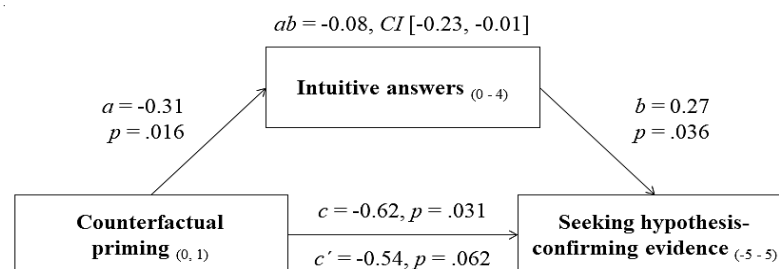 ab = -0.08, CI [-0.23, -0.01]
Intuitive answers (0 - 4)
a = -0.31
p = .016
b = 0.27
p = .036
Counterfactual
priming (0, 1)
c = -0.62, p = .031
c´ = -0.54, p = .062
Seeking hypothesis-
confirming evidence (-5 - 5)